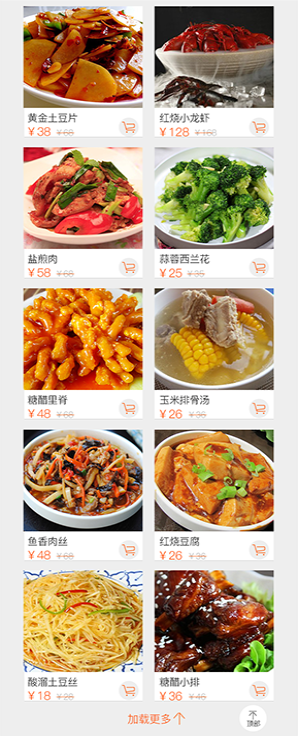 黄金土豆片
¥38 ¥68
红烧小龙虾
¥128 ¥168
盐煎肉
¥58 ¥68
蒜蓉西兰花
¥25 ¥35
糖醋里脊
¥48 ¥68
玉米排骨汤
¥26 ¥36
鱼香肉丝
¥48 ¥68
红烧豆腐
¥26 ¥36
酸溜土豆丝
¥18 ¥28
糖醋小排
¥36 ¥46
加载更多
顶部